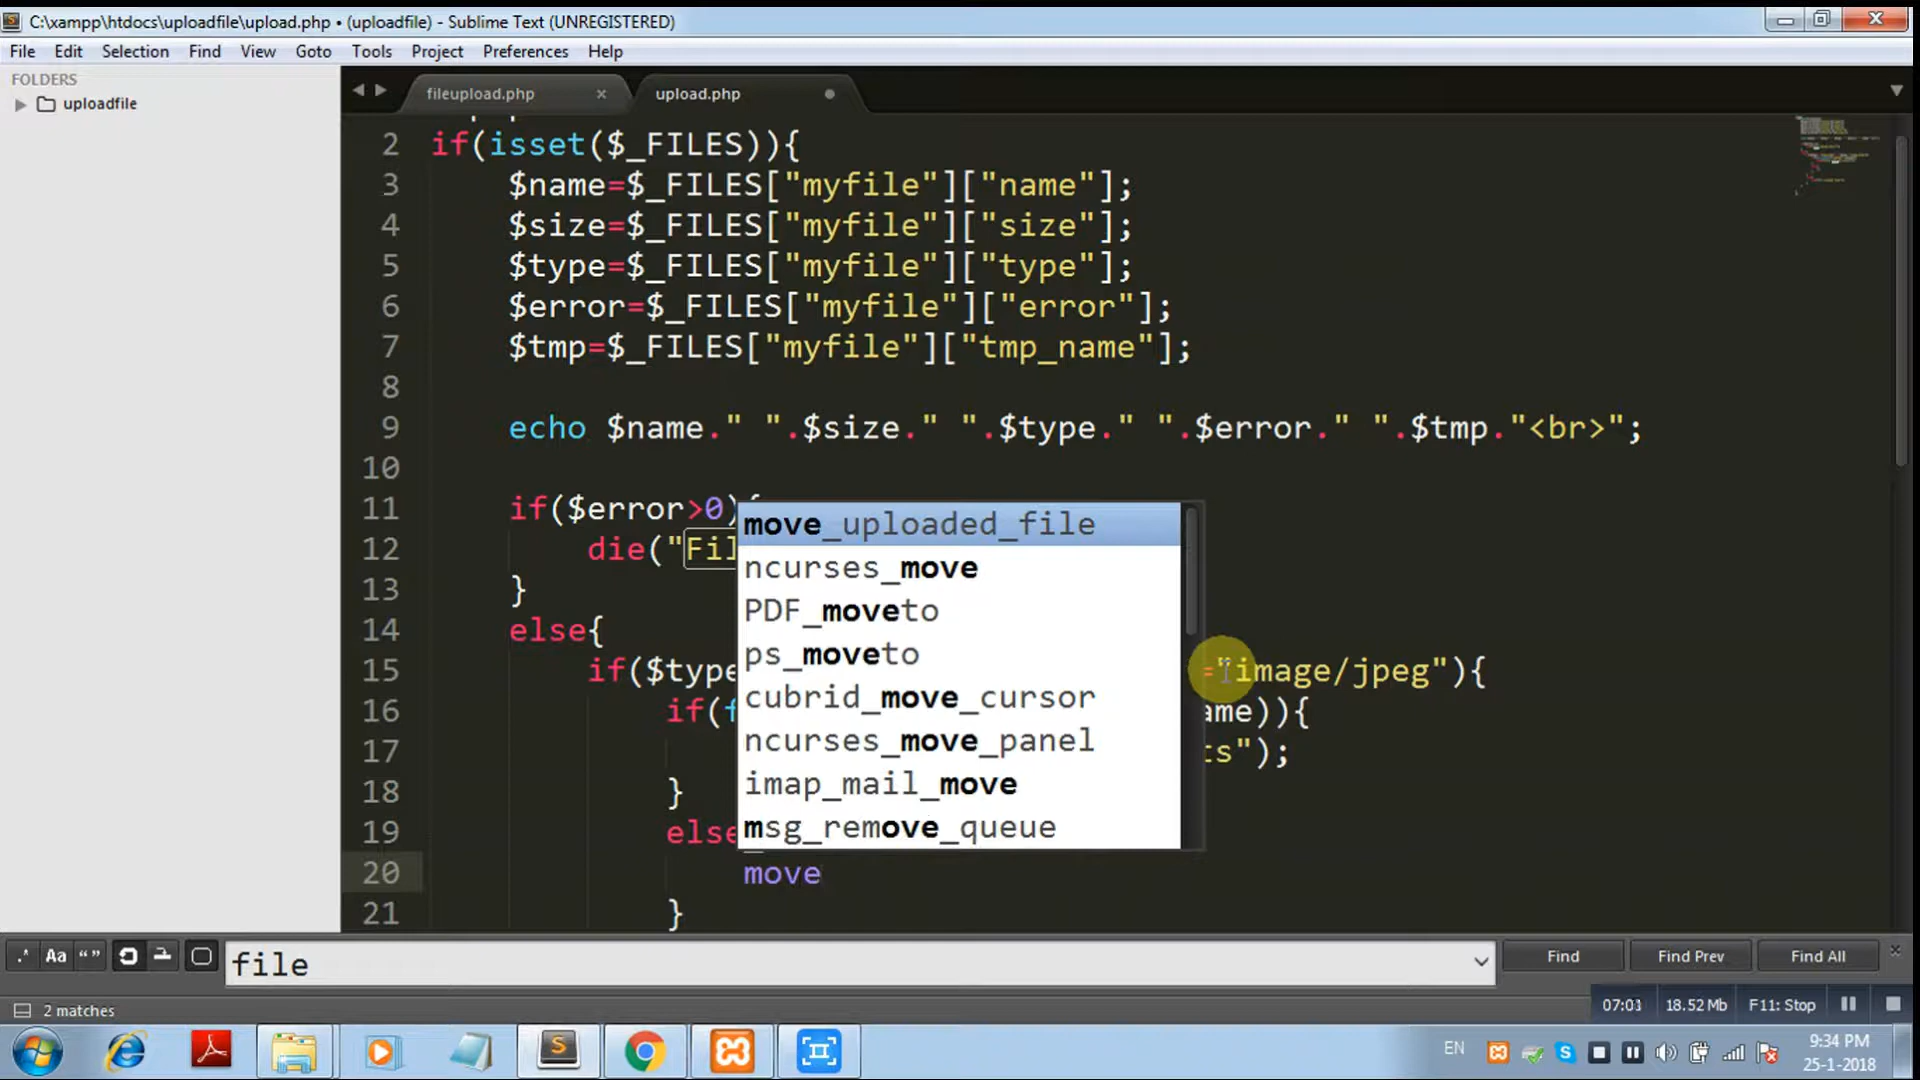 C:\xampp\htdocs\uploadfile\upload.php • (uploadfile) - Sublime Text (UNREGISTERED)
File Edit Selection Find View Goto Tools Project Preferences Help
FOLDERS
uploadfile
fileupload.php
upload.php
2 if(isset($_FILES)){
3 $name=$_FILES["myfile"]["name"];
4 $size=$_FILES["myfile"]["size"];
5 $type=$_FILES["myfile"]["type"];
6 $error=$_FILES["myfile"]["error"];
7 $tmp=$_FILES["myfile"]["tmp_name"];
8
9 echo $name." ".$size." ".$type." ".$error." ".$tmp."<br>";
10
11 if($error>0){
12 die("Fil
13 }
14 else{
15 if($type ="image/jpeg"){
16 if(f ame)){
17 ts");
18 }
19 else
20 move
21 }
move_uploaded_file
ncurses_move
PDF_moveto
ps_moveto
cubrid_move_cursor
ncurses_move_panel
imap_mail_move
msg_remove_queue
.* Aa “” file Find Find Prev Find All
2 matches
07:03 18.52 Mb F11: Stop
EN
9:34 PM
25-1-2018